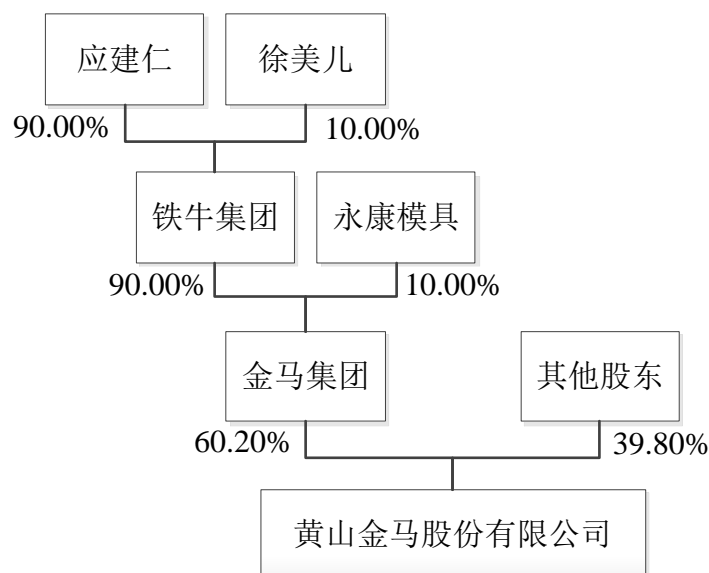 应建仁
徐美儿
90.00%
10.00%
铁牛集团
永康模具
90.00%
10.00%
金马集团
其他股东
60.20%
39.80%
黄山金马股份有限公司